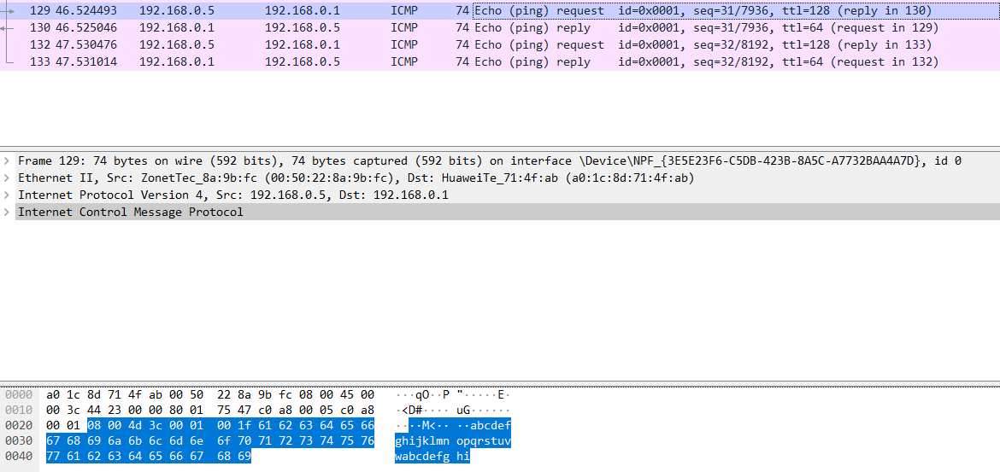 129 46.524493 192.168.0.5 192.168.0.1 ICMP 74 Echo (ping) request id=0x0001, seq=31/7936, ttl=128 (reply in 130)
130 46.525046 192.168.0.1 192.168.0.5 ICMP 74 Echo (ping) reply id=0x0001, seq=31/7936, ttl=64 (request in 129)
132 47.530476 192.168.0.5 192.168.0.1 ICMP 74 Echo (ping) request id=0x0001, seq=32/8192, ttl=128 (reply in 133)
133 47.531014 192.168.0.1 192.168.0.5 ICMP 74 Echo (ping) reply id=0x0001, seq=32/8192, ttl=64 (request in 132)
Frame 129: 74 bytes on wire (592 bits), 74 bytes captured (592 bits) on interface \Device\NPF_{3E5E23F6-C5DB-423B-8A5C-A7732BAA4A7D}, id 0
Ethernet II, Src: ZonetTec_8a:9b:fc (00:50:22:8a:9b:fc), Dst: HuaweiTe_71:4f:ab (a0:1c:8d:71:4f:ab)
Internet Protocol Version 4, Src: 192.168.0.5, Dst: 192.168.0.1
Internet Control Message Protocol
0000 a0 1c 8d 71 4f ab 00 50 22 8a 9b fc 08 00 45 00 ···qO··P "·····E·
0010 00 3c 44 23 00 00 80 01 75 47 c0 a8 00 05 c0 a8 ·<D#···· uG······
0020 00 01 08 00 4d 3c 00 01 00 1f 61 62 63 64 65 66 ····M<·· ··abcdef
0030 67 68 69 6a 6b 6c 6d 6e 6f 70 71 72 73 74 75 76 ghijklmn opqrstuv
0040 77 61 62 63 64 65 66 67 68 69 wabcdefg hi